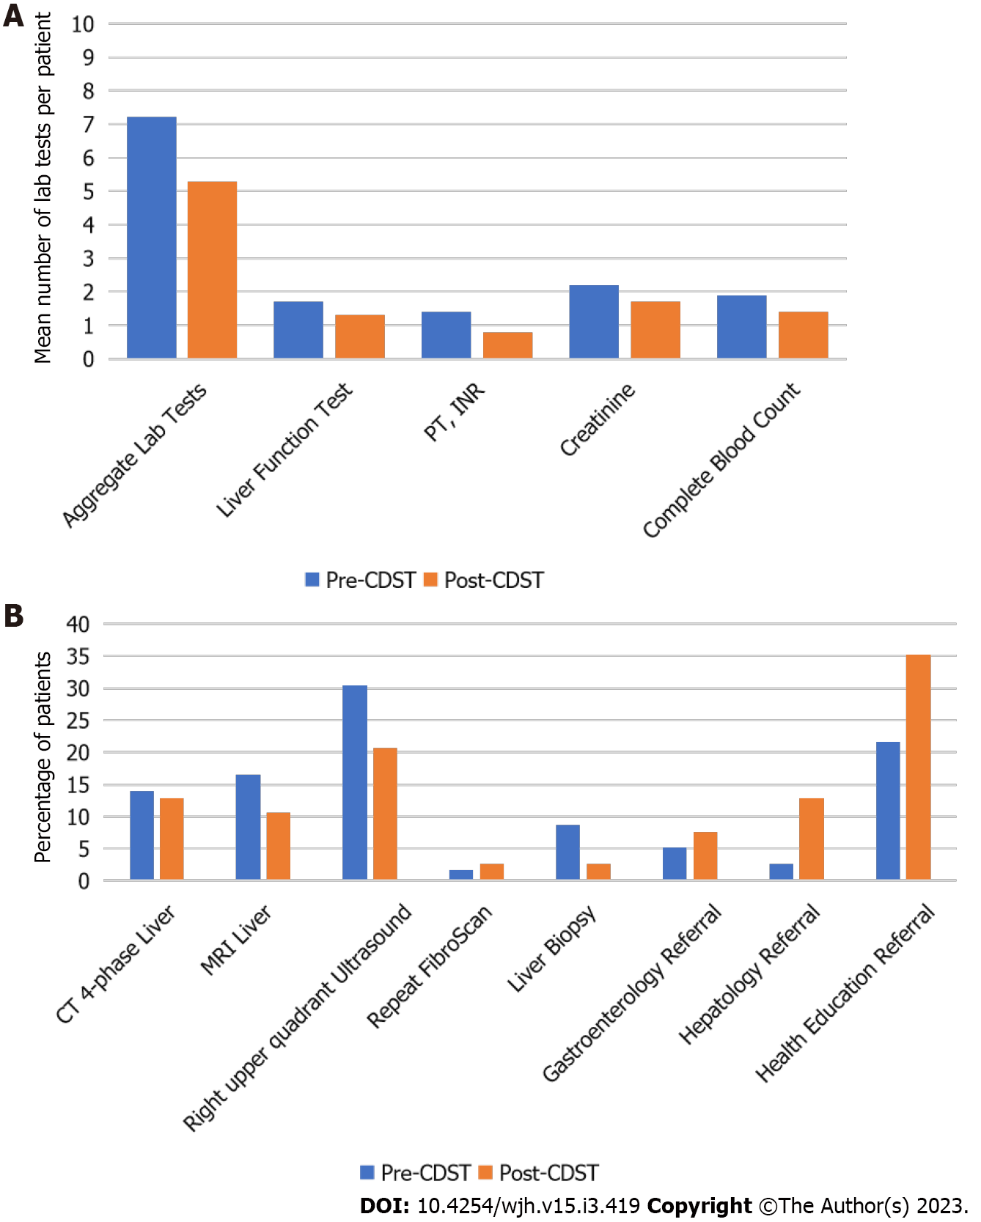 A
Mean number of lab tests per patient
10
9
8
7
6
5
4
3
2
1
0
Aggregate Lab Tests
Liver Function Test
PT, INR
Creatinine
Complete Blood Count
Pre-CDST Post-CDST
B
Percentage of patients
40
35
30
25
20
15
10
5
0
CT 4-phase Liver
MRI Liver
Right upper quadrant Ultrasound
Repeat FibroScan
Liver Biopsy
Gastroenterology Referral
Hepatology Referral
Health Education Referral
Pre-CDST Post-CDST
DOI: 10.4254/wjh.v15.i3.419 Copyright ©The Author(s) 2023.